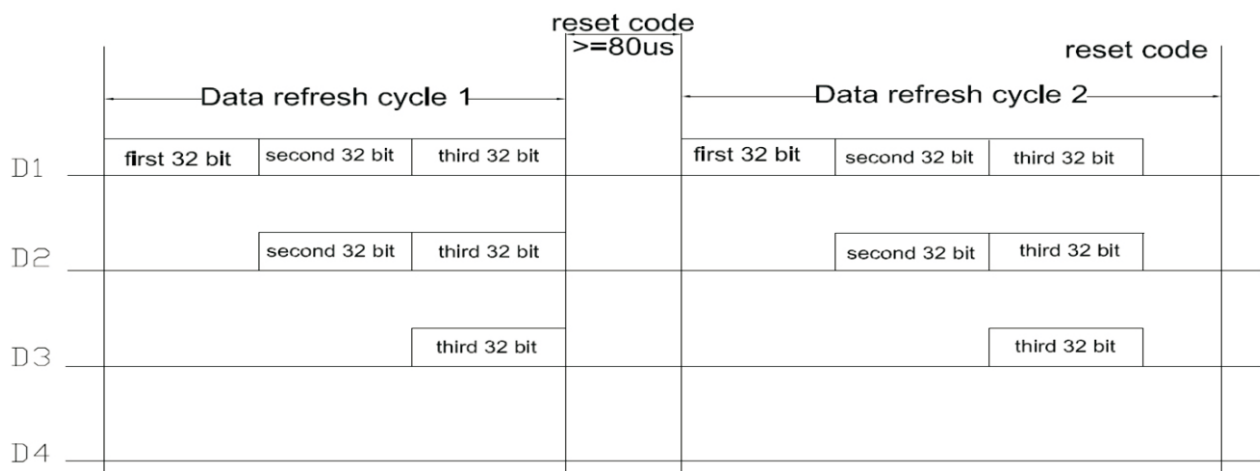 reset code
>=80us
reset code
Data refresh cycle 1
Data refresh cycle 2
D1 first 32 bit second 32 bit third 32 bit first 32 bit second 32 bit third 32 bit
D2 second 32 bit third 32 bit second 32 bit third 32 bit
D3 third 32 bit third 32 bit
D4